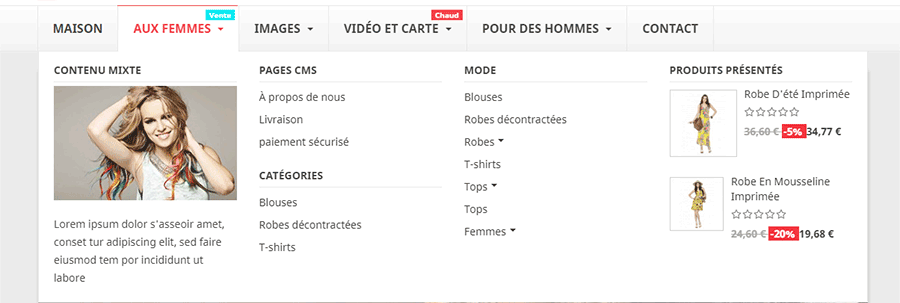 Vente
Chaud
MAISON
AUX FEMMES
IMAGES
VIDÉO ET CARTE
POUR DES HOMMES
CONTACT
CONTENU MIXTE
Lorem ipsum dolor s'asseoir amet,
conset tur adipiscing elit, sed faire
eiusmod tem por incididunt ut
labore
PAGES CMS
À propos de nous
Livraison
paiement sécurisé
CATÉGORIES
Blouses
Robes décontractées
T-shirts
MODE
Blouses
Robes décontractées
Robes
T-shirts
Tops
Tops
Femmes
PRODUITS PRÉSENTÉS
Robe D'été Imprimée
36,60 € -5% 34,77 €
Robe En Mousseline
Imprimée
24,60 € -20% 19,68 €